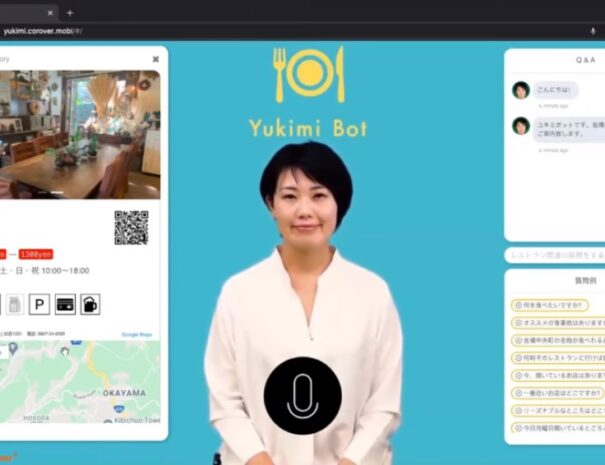 yukimi.corover.mobi/#/
ory
Yukimi Bot
1300yen
土・日・祝 10:00〜18:00
P
Google Maps
OKAYAMA
HOSODA
Kibichuo Town
Q & A
こんにちは!
a minute ago
ユキミボットです。吉備
ご案内致します。
a minute ago
レストラン関連の質問をする
質問例
何を食べたいですか?
オススメの食事処はあります
吉備中央町の名物が食べれる
何時そのレストランに行けば
今、開いているお店はありま
一番近いお店はどこですか?
リーズナブルなところはどこ
今日月曜日開いているところ